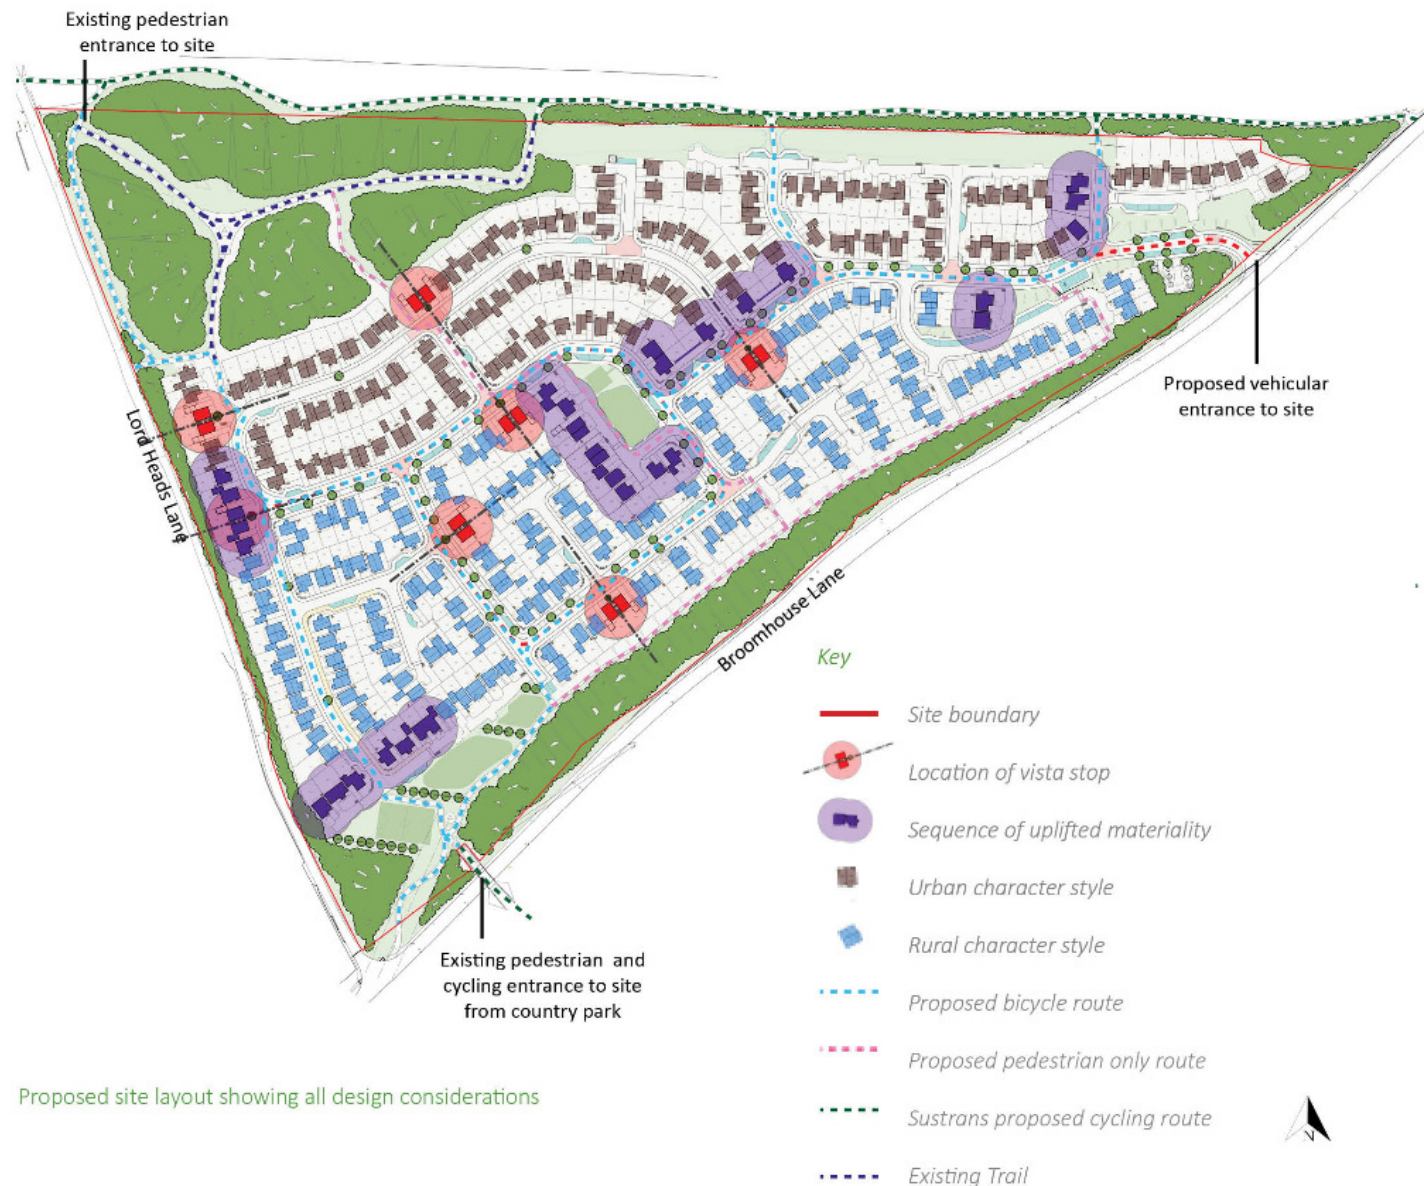 Existing pedestrian
entrance to site
Proposed vehicular
entrance to site
Lord Heads Lane
Broomhouse Lane
Existing pedestrian and
cycling entrance to site
from country park
Key
Site boundary
Location of vista stop
Sequence of uplifted materiality
Urban character style
Rural character style
Proposed bicycle route
Proposed pedestrian only route
Sustrans proposed cycling route
Existing Trail
Proposed site layout showing all design considerations
N